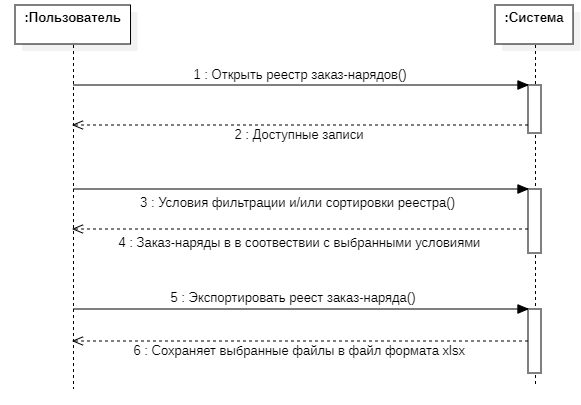 :Пользователь
:Система
1 : Открыть реестр заказ-нарядов()
2 : Доступные записи
3 : Условия фильтрации и/или сортировки реестра()
4 : Заказ-наряды в в соотвествии с выбранными условиями
5 : Экспортировать реест заказ-наряда()
6 : Сохраняет выбранные файлы в файл формата xlsx